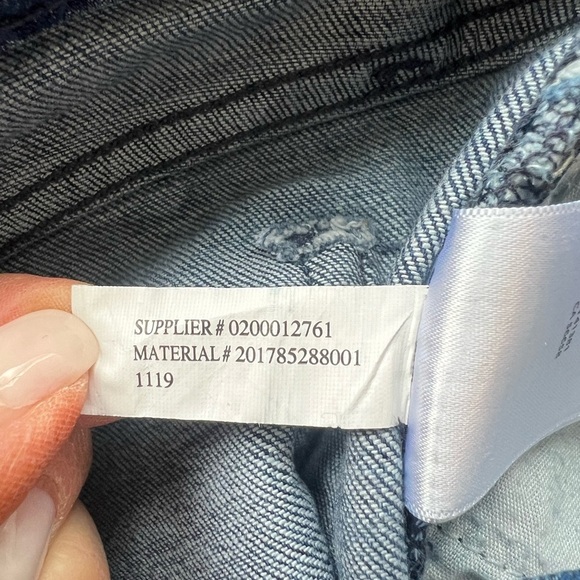 SUPPLIER # 0200012761
MATERIAL # 201785288001
1119